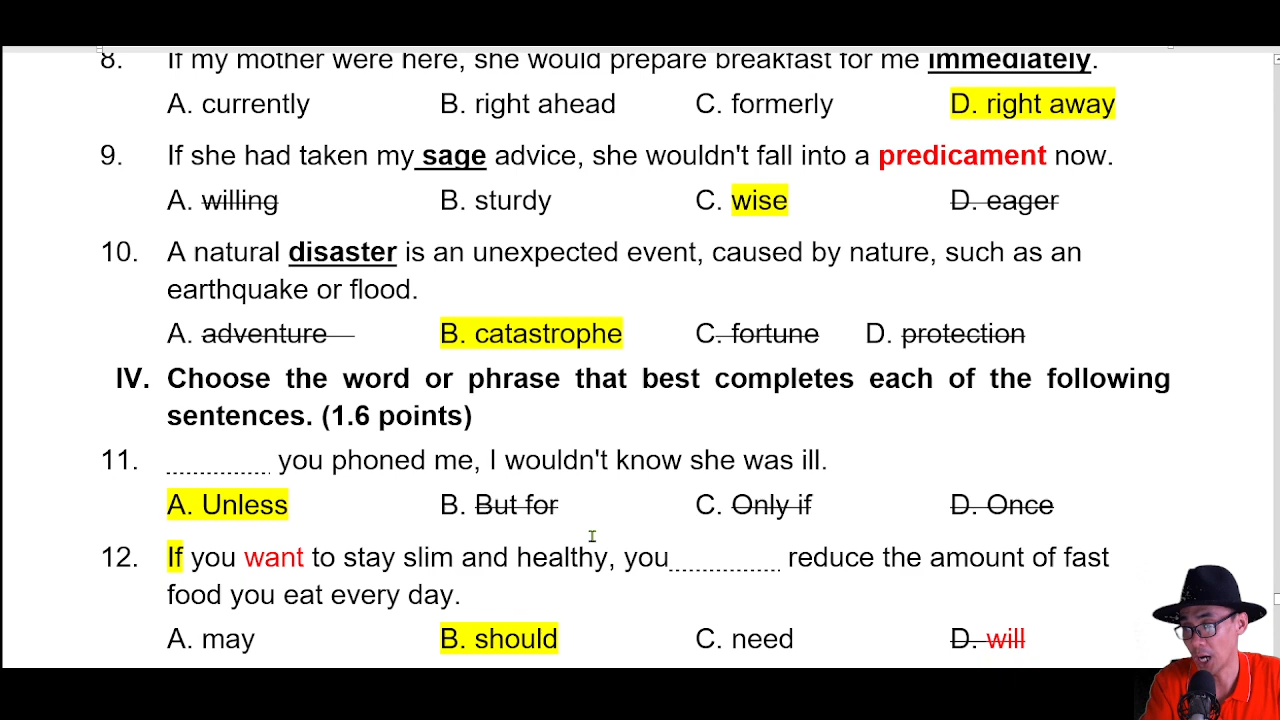 8. If my mother were here, she would prepare breakfast for me immediately.
A. currently B. right ahead C. formerly D. right away
9. If she had taken my sage advice, she wouldn't fall into a predicament now.
A. willing B. sturdy C. wise D. eager
10. A natural disaster is an unexpected event, caused by nature, such as an
earthquake or flood.
A. adventure B. catastrophe C. fortune D. protection
IV. Choose the word or phrase that best completes each of the following
sentences. (1.6 points)
11. .............. you phoned me, I wouldn't know she was ill.
A. Unless B. But for C. Only if D. Once
12. If you want to stay slim and healthy, you............... reduce the amount of fast
food you eat every day.
A. may B. should C. need D. will